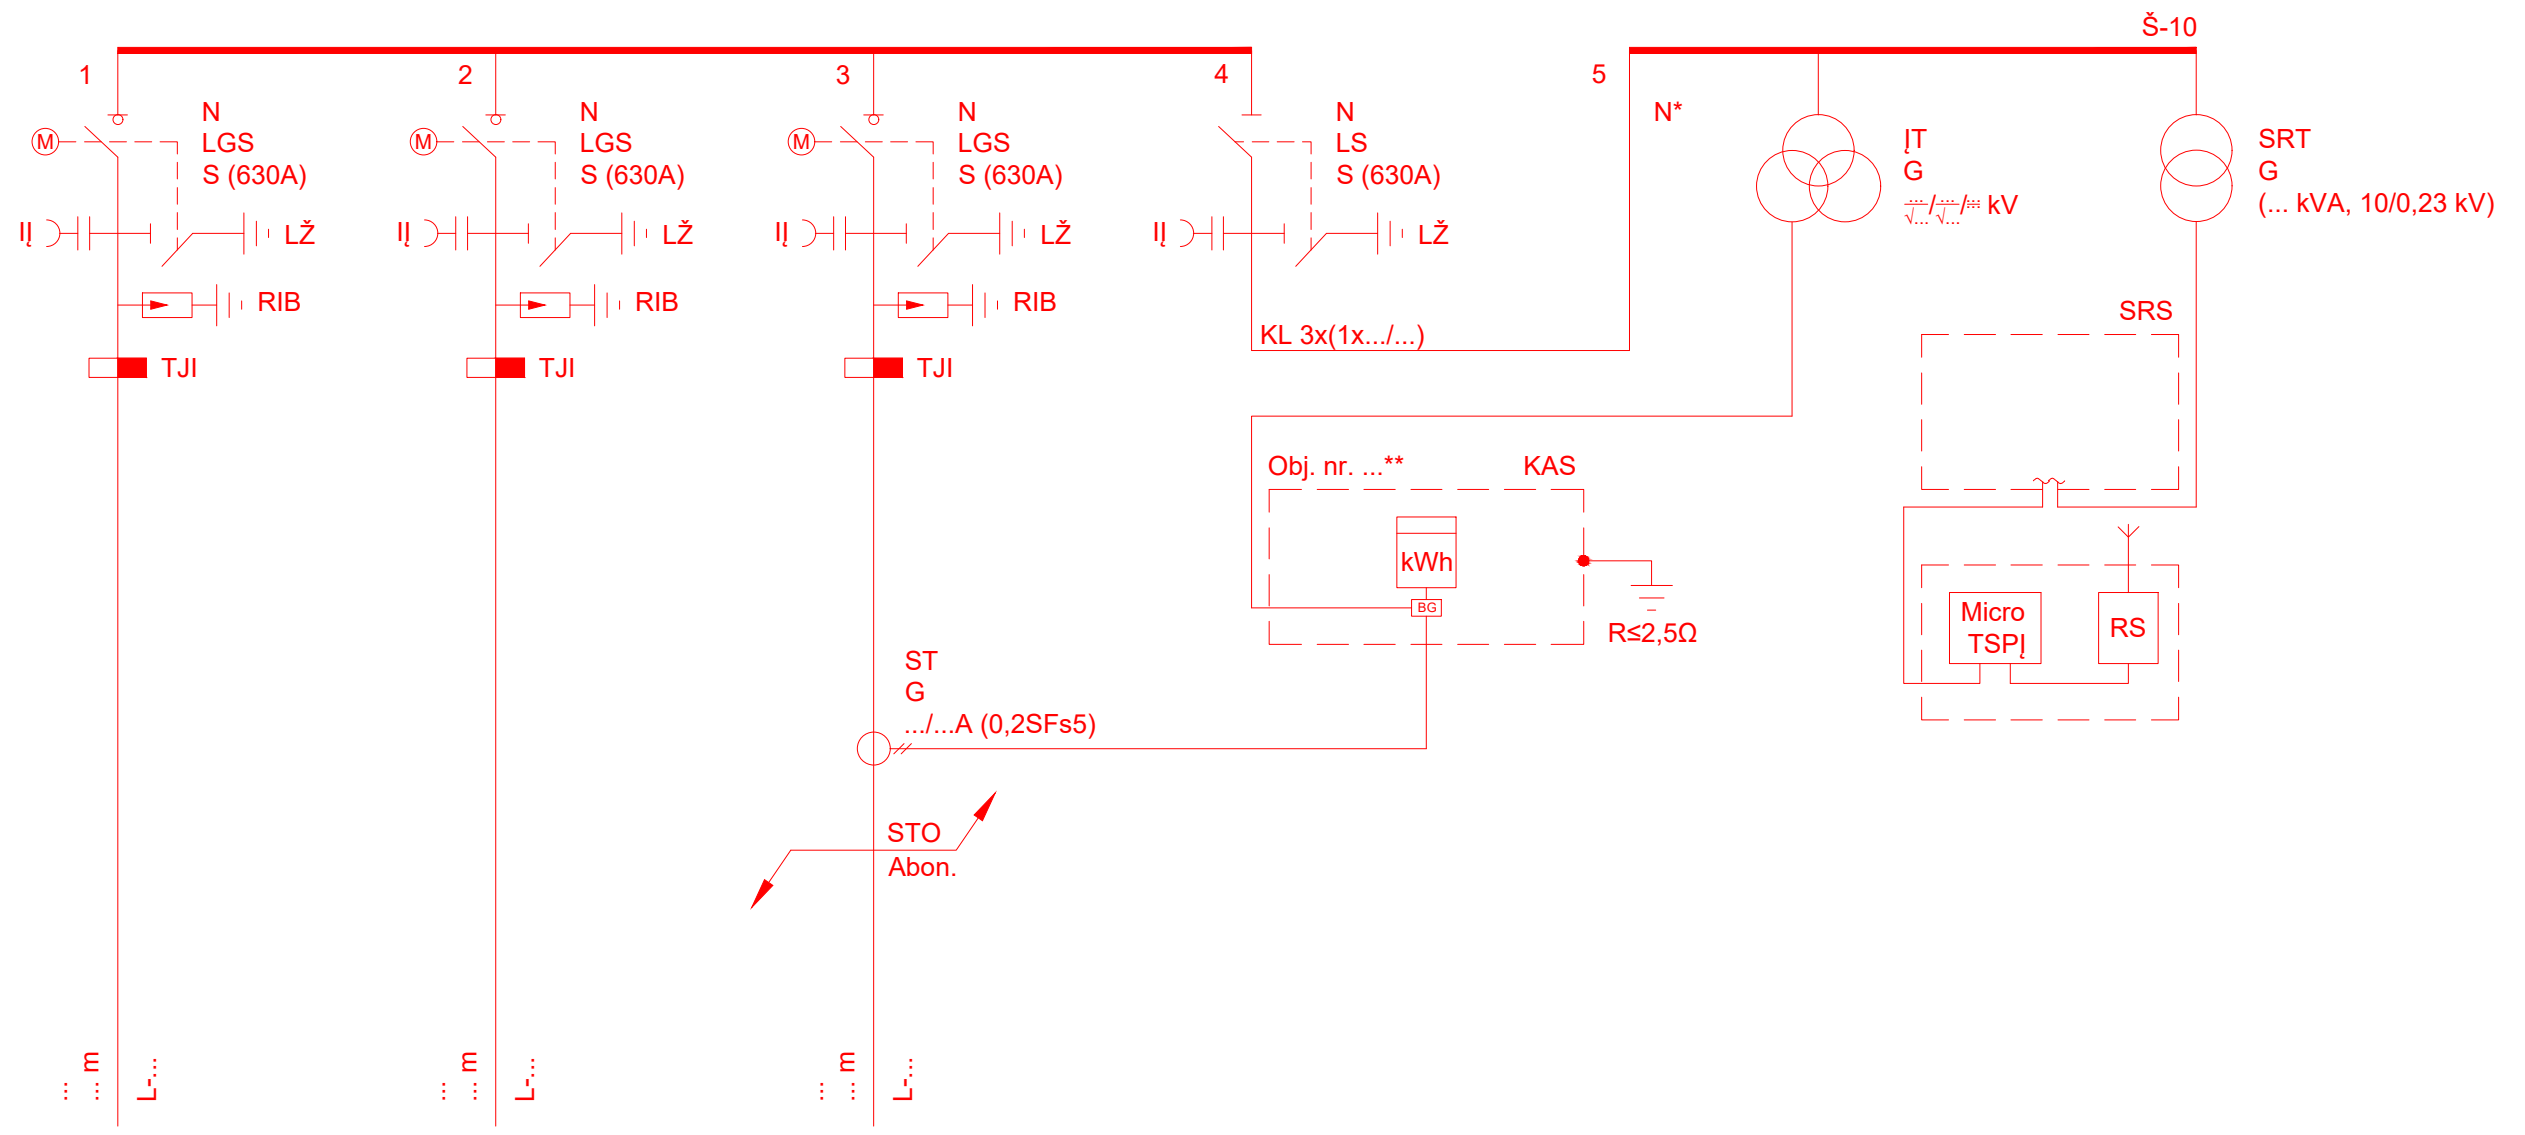 Š-10
1
2
3
4
5
N
LGS
S (630A)
N
LGS
S (630A)
N
LGS
S (630A)
N
LS
S (630A)
N*
ĮT
G
.../√... / .../√... / ... kV
SRT
G
(... kVA, 10/0,23 kV)
M
M
M
IĮ
LŽ
IĮ
LŽ
IĮ
LŽ
IĮ
LŽ
RIB
RIB
RIB
SRS
KL 3x(1x.../...)
TJI
TJI
TJI
Obj. nr. ...**
KAS
kWh
BG
R≤2,5Ω
Micro
TSPĮ
RS
ST
G
.../...A (0,2SFs5)
STO
Abon.
...
... m
L-...
...
... m
L-...
...
... m
L-...